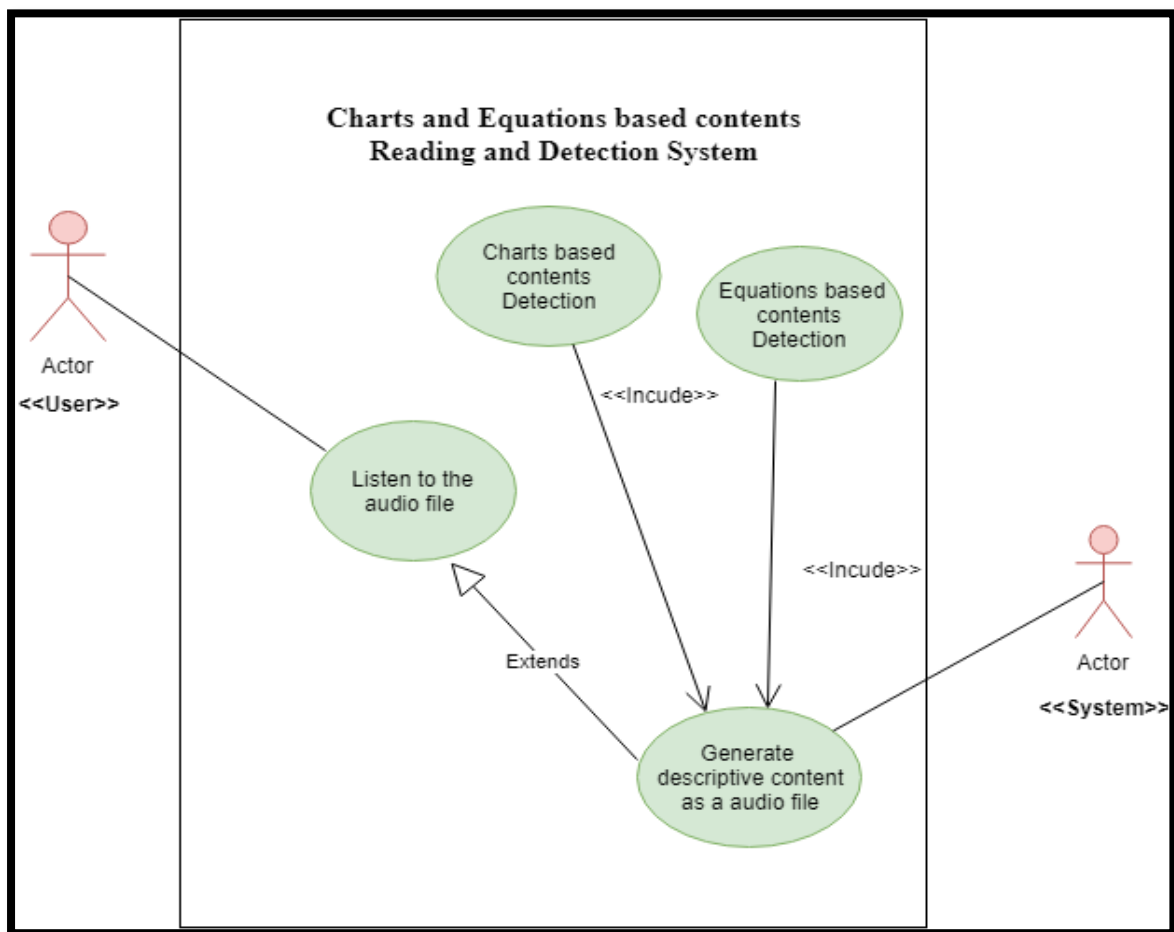 Charts and Equations based contents
Reading and Detection System
Charts based
contents
Detection
Equations based
contents
Detection
Actor
<<User>>
<<Incude>>
Listen to the
audio file
<<Incude>>
Extends
Actor
<<System>>
Generate
descriptive content
as a audio file